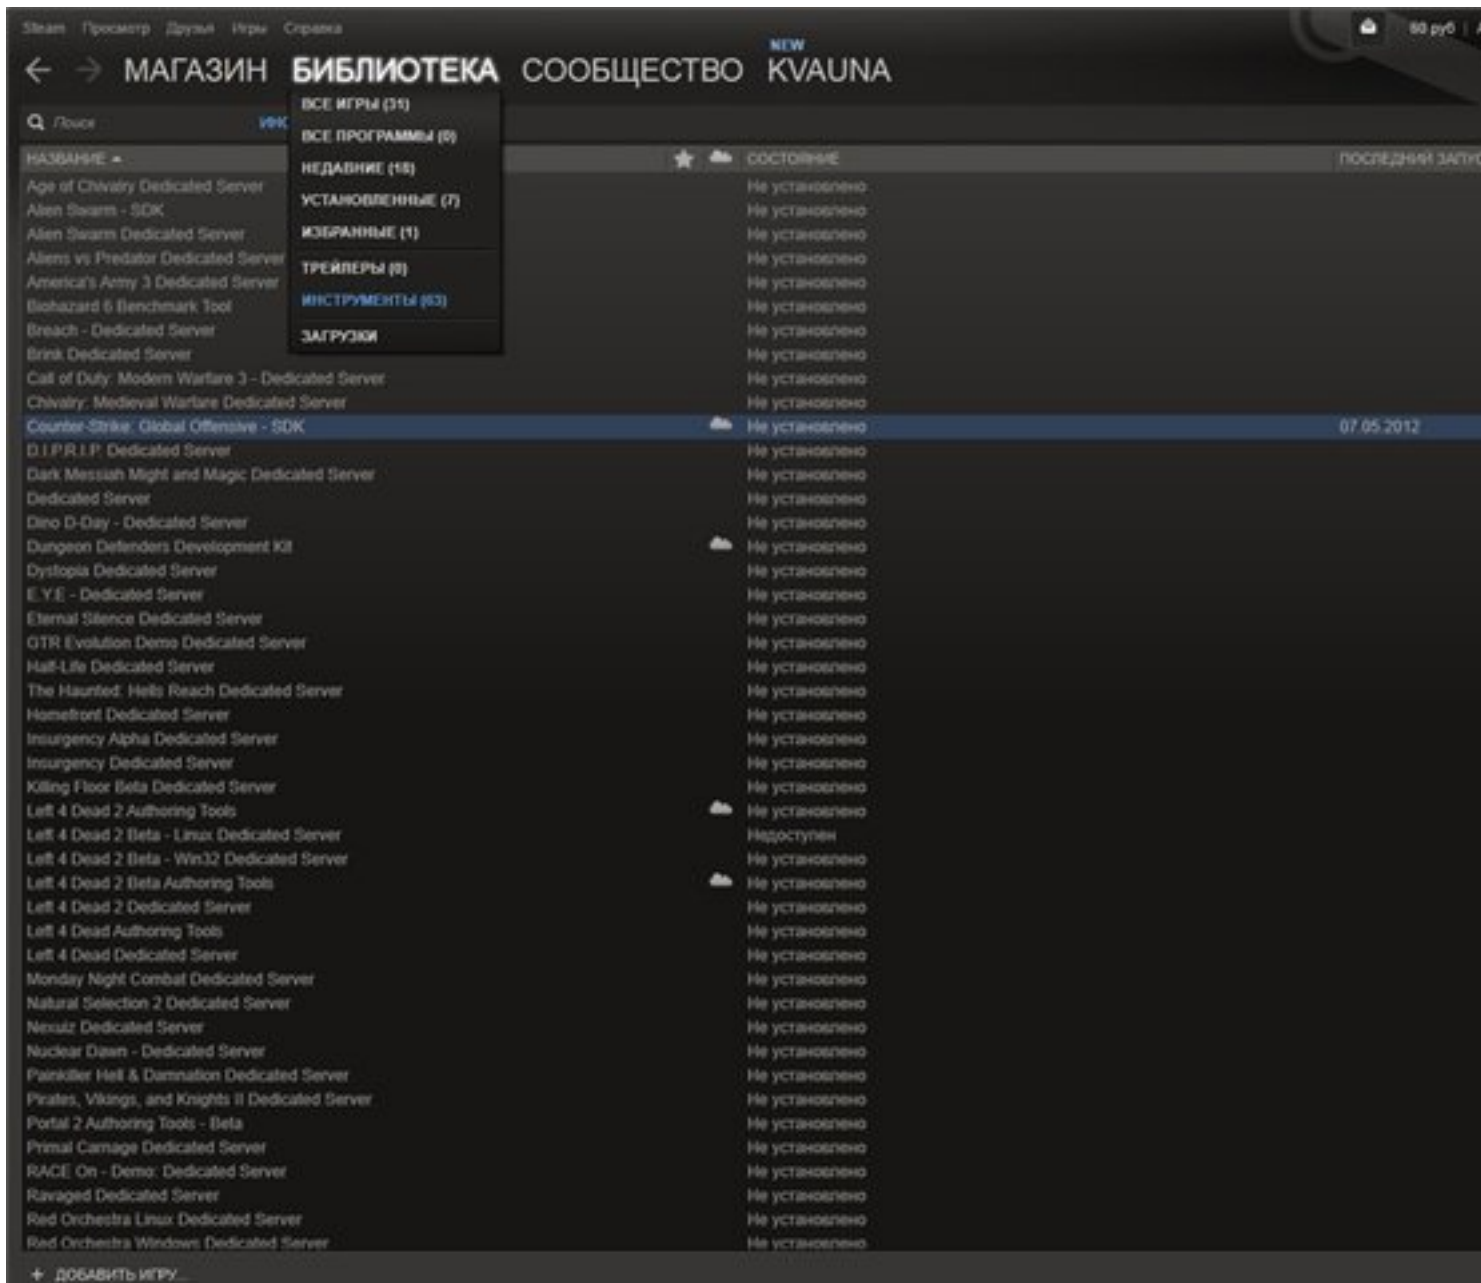 Steam Просмотр Друзья Игры Справка
60 руб
NEW
МАГАЗИН БИБЛИОТЕКА СООБЩЕСТВО KVAUNA
ВСЕ ИГРЫ (31)
Поиск ИНС
ВСЕ ПРОГРАММЫ (0)
НАЗВАНИЕ СОСТОЯНИЕ ПОСЛЕДНИЙ ЗАПУС
НЕДАВНИЕ (18)
Age of Chivalry Dedicated Server Не установлено
УСТАНОВЛЕННЫЕ (7)
Alien Swarm - SDK Не установлено
ИЗБРАННЫЕ (1)
Alien Swarm Dedicated Server Не установлено
Aliens vs Predator Dedicated Server Не установлено
ТРЕЙЛЕРЫ (0)
America's Army 3 Dedicated Server Не установлено
ИНСТРУМЕНТЫ (63)
Biohazard 6 Benchmark Tool Не установлено
Breach - Dedicated Server Не установлено
ЗАГРУЗКИ
Brink Dedicated Server Не установлено
Call of Duty: Modern Warfare 3 - Dedicated Server Не установлено
Chivalry: Medieval Warfare Dedicated Server Не установлено
Counter-Strike: Global Offensive - SDK Не установлено 07.05.2012
D.I.P.R.I.P. Dedicated Server Не установлено
Dark Messiah Might and Magic Dedicated Server Не установлено
Dedicated Server Не установлено
Dino D-Day - Dedicated Server Не установлено
Dungeon Defenders Development Kit Не установлено
Dystopia Dedicated Server Не установлено
E.Y.E - Dedicated Server Не установлено
Eternal Silence Dedicated Server Не установлено
GTR Evolution Demo Dedicated Server Не установлено
Half-Life Dedicated Server Не установлено
The Haunted: Hells Reach Dedicated Server Не установлено
Homefront Dedicated Server Не установлено
Insurgency Alpha Dedicated Server Не установлено
Insurgency Dedicated Server Не установлено
Killing Floor Beta Dedicated Server Не установлено
Left 4 Dead 2 Authoring Tools Не установлено
Left 4 Dead 2 Beta - Linux Dedicated Server Недоступен
Left 4 Dead 2 Beta - Win32 Dedicated Server Не установлено
Left 4 Dead 2 Beta Authoring Tools Не установлено
Left 4 Dead 2 Dedicated Server Не установлено
Left 4 Dead Authoring Tools Не установлено
Left 4 Dead Dedicated Server Не установлено
Monday Night Combat Dedicated Server Не установлено
Natural Selection 2 Dedicated Server Не установлено
Nexuiz Dedicated Server Не установлено
Nuclear Dawn - Dedicated Server Не установлено
Painkiller Hell & Damnation Dedicated Server Не установлено
Pirates, Vikings, and Knights II Dedicated Server Не установлено
Portal 2 Authoring Tools - Beta Не установлено
Primal Carnage Dedicated Server Не установлено
RACE On - Demo: Dedicated Server Не установлено
Ravaged Dedicated Server Не установлено
Red Orchestra Linux Dedicated Server Не установлено
Red Orchestra Windows Dedicated Server Не установлено
+ ДОБАВИТЬ ИГРУ...